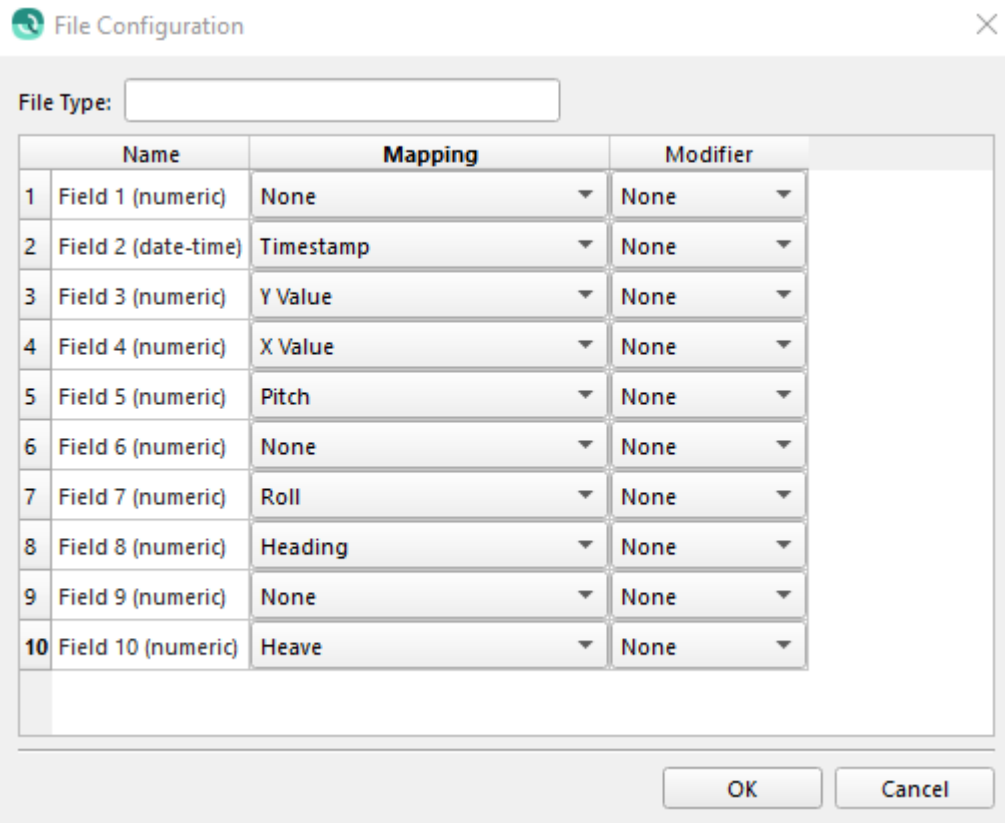 File Configuration
File Type:
Name Mapping Modifier
1 Field 1 (numeric) None None
2 Field 2 (date-time) Timestamp None
3 Field 3 (numeric) Y Value None
4 Field 4 (numeric) X Value None
5 Field 5 (numeric) Pitch None
6 Field 6 (numeric) None None
7 Field 7 (numeric) Roll None
8 Field 8 (numeric) Heading None
9 Field 9 (numeric) None None
10 Field 10 (numeric) Heave None
OK Cancel